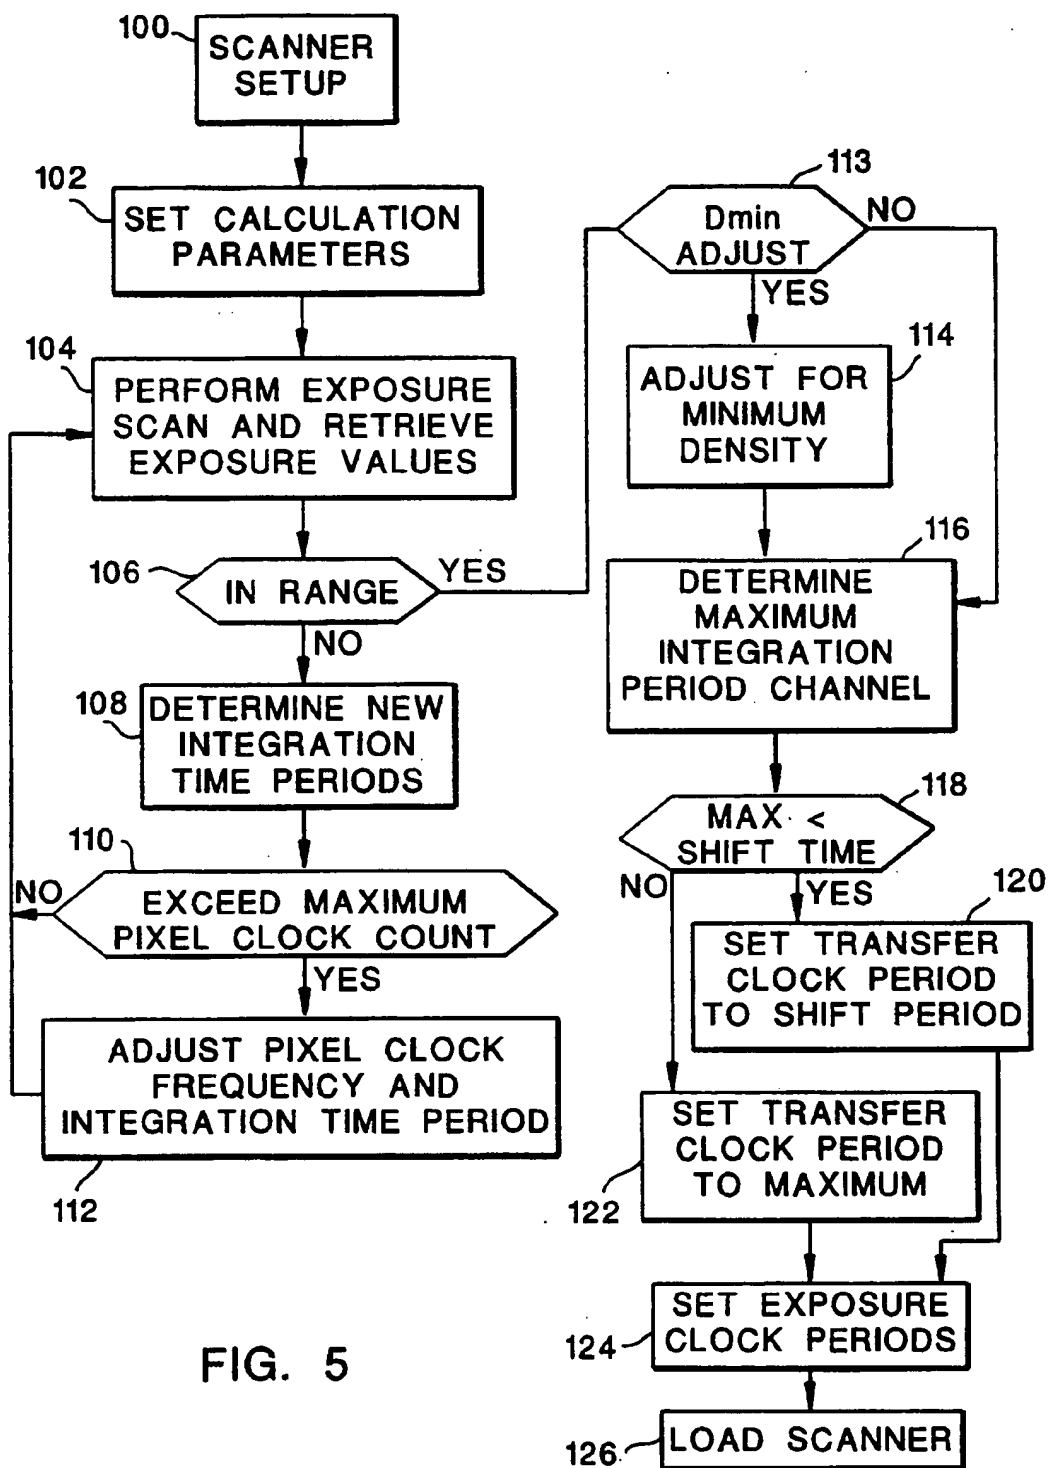 100
SCANNER
SETUP
102
SET CALCULATION
PARAMETERS
104
PERFORM EXPOSURE
SCAN AND RETRIEVE
EXPOSURE VALUES
106
IN RANGE
YES
NO
108
DETERMINE NEW
INTEGRATION
TIME PERIODS
110
NO
EXCEED MAXIMUM
PIXEL CLOCK COUNT
YES
ADJUST PIXEL CLOCK
FREQUENCY AND
INTEGRATION TIME PERIOD
112
113
Dmin
ADJUST
NO
YES
114
ADJUST FOR
MINIMUM
DENSITY
116
DETERMINE
MAXIMUM
INTEGRATION
PERIOD CHANNEL
118
MAX <
SHIFT TIME
NO
YES
120
SET TRANSFER
CLOCK PERIOD
TO SHIFT PERIOD
SET TRANSFER
CLOCK PERIOD
TO MAXIMUM
122
SET EXPOSURE
CLOCK PERIODS
124
LOAD SCANNER
126
FIG. 5